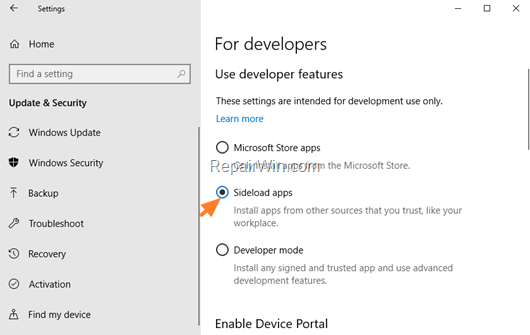 Settings
Home
Find a setting
Update & Security
Windows Update
Windows Security
Backup
Troubleshoot
Recovery
Activation
Find my device
For developers
Use developer features
These settings are intended for development use only.
Learn more
Microsoft Store apps
Only install apps from the Microsoft Store.
RepairWin.com
Sideload apps
Install apps from other sources that you trust, like your
workplace.
Developer mode
Install any signed and trusted app and use advanced
development features.
Enable Device Portal